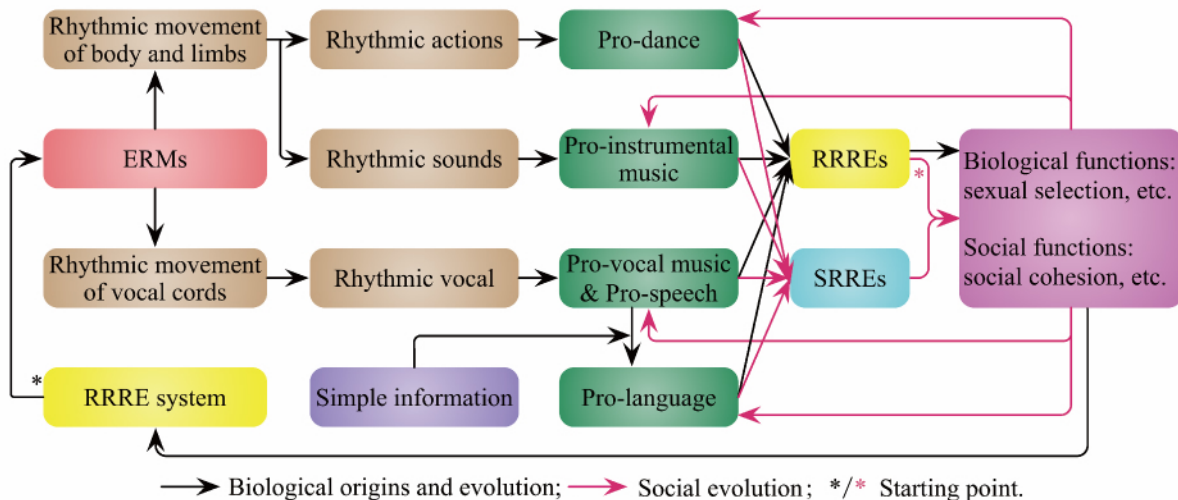 Rhythmic movement
of body and limbs
Rhythmic actions
Pro-dance
ERMs
Rhythmic sounds
Pro-instrumental
music
RRREs
*
Biological functions:
sexual selection, etc.
Social functions:
social cohesion, etc.
Rhythmic movement
of vocal cords
Rhythmic vocal
Pro-vocal music
& Pro-speech
SRREs
*
RRRE system
Simple information
Pro-language
Biological origins and evolution; Social evolution; */* Starting point.